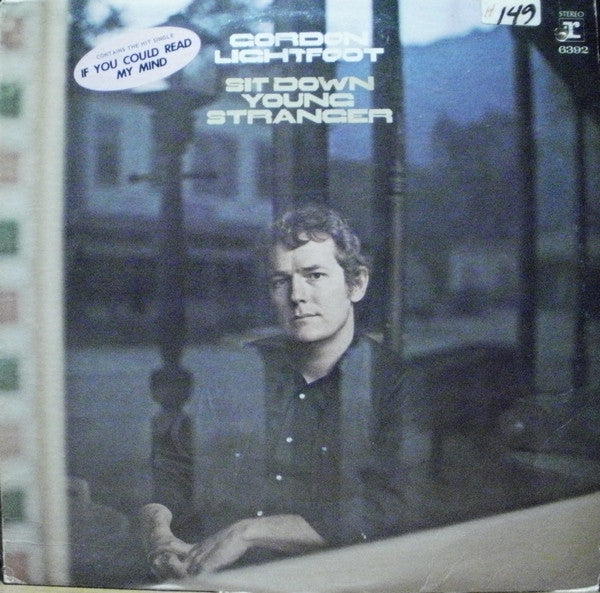 CONTAINS THE HIT SINGLE
IF YOU COULD READ
MY MIND
GORDON
LIGHTFOOT
SIT DOWN
YOUNG
STRANGER
149
STEREO
r
6392